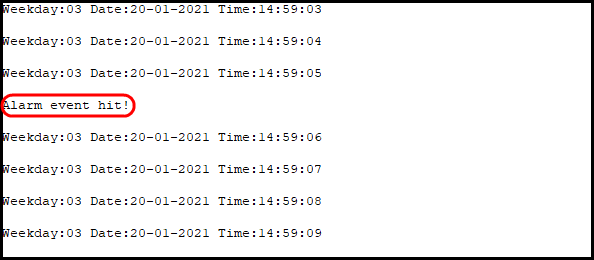 Weekday:03 Date:20-01-2021 Time:14:59:03
Weekday:03 Date:20-01-2021 Time:14:59:04
Weekday:03 Date:20-01-2021 Time:14:59:05
Alarm event hit!
Weekday:03 Date:20-01-2021 Time:14:59:06
Weekday:03 Date:20-01-2021 Time:14:59:07
Weekday:03 Date:20-01-2021 Time:14:59:08
Weekday:03 Date:20-01-2021 Time:14:59:09